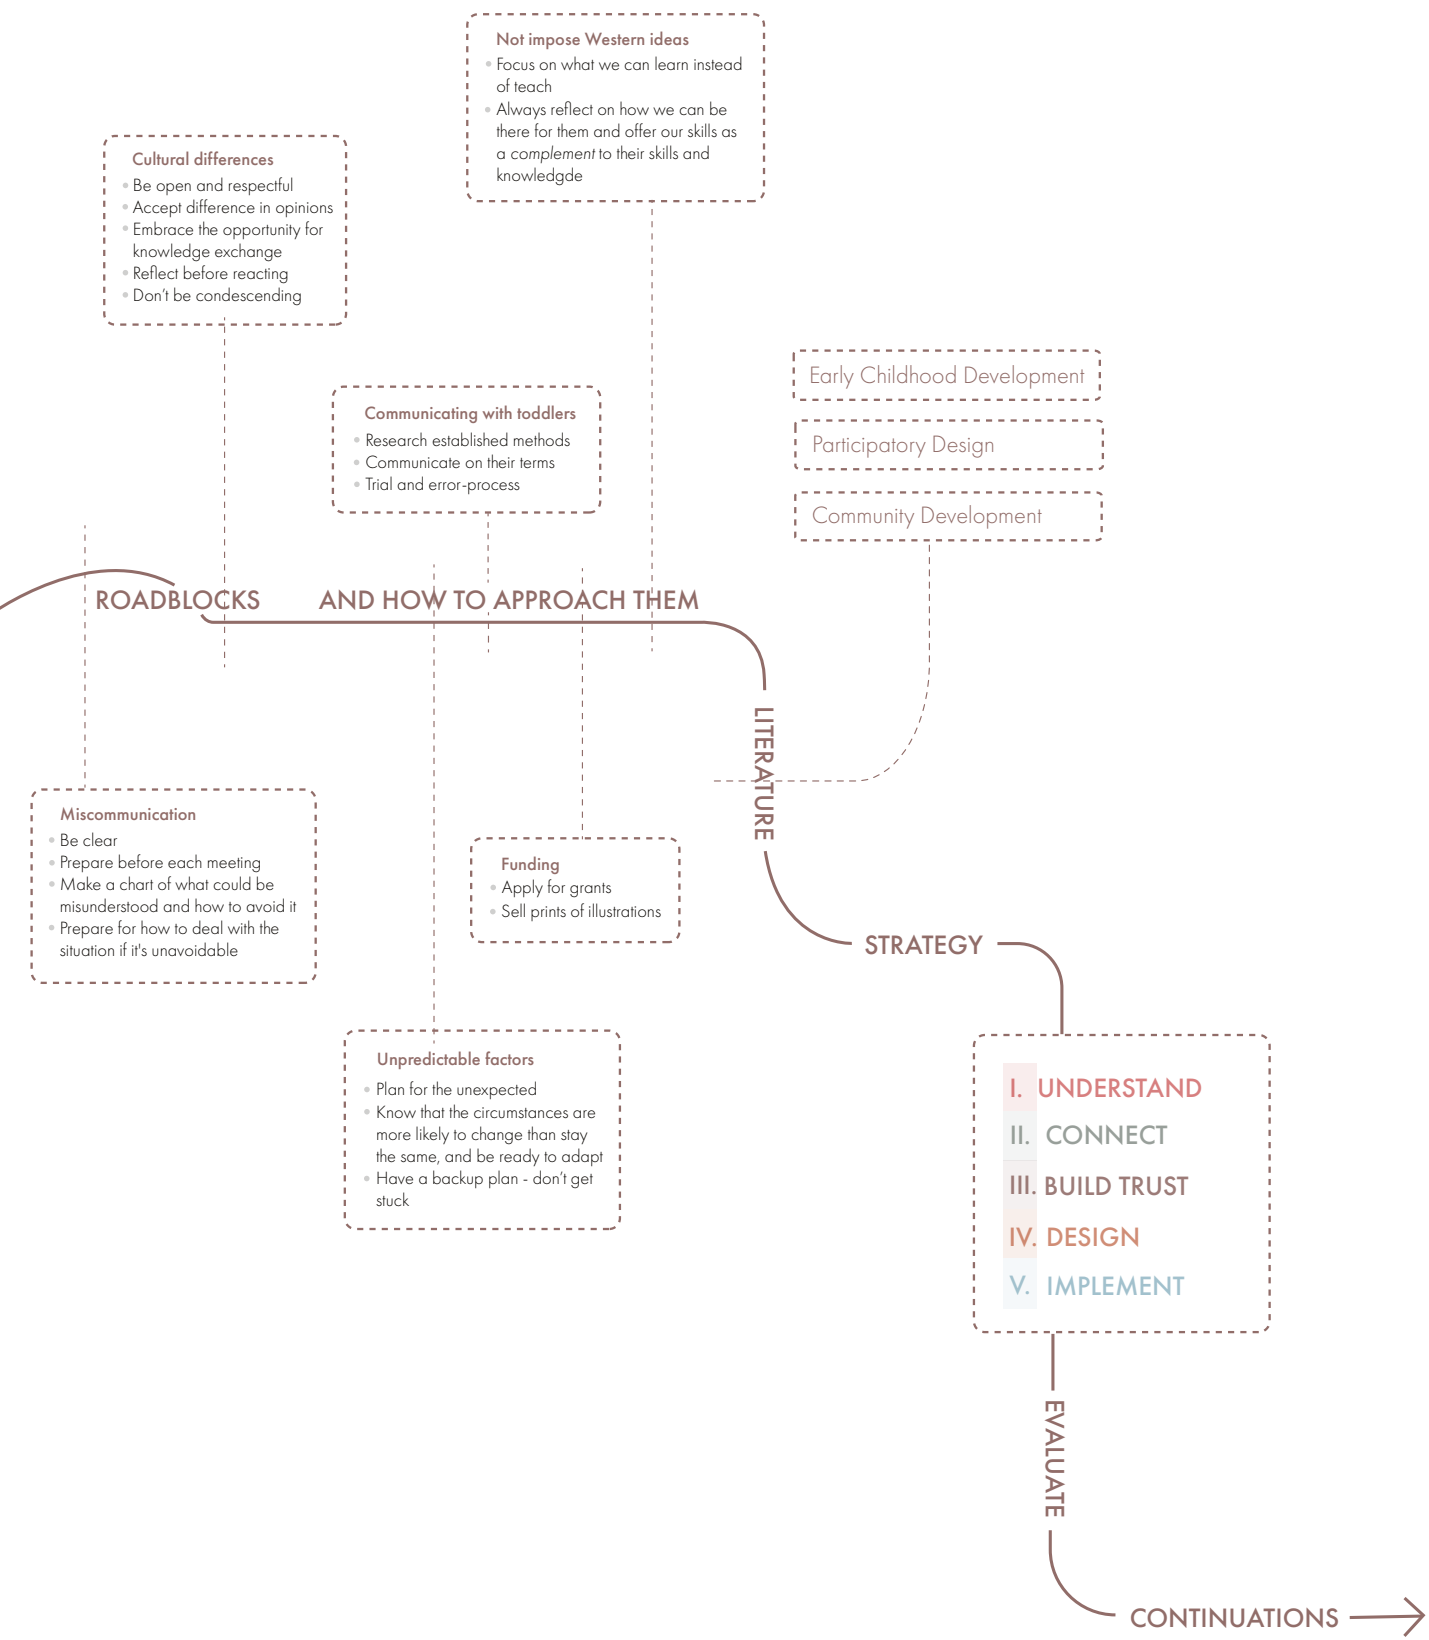 Not impose Western ideas
Focus on what we can learn instead
of teach
Always reflect on how we can be
there for them and offer our skills as
a complement to their skills and
knowledgde
Cultural differences
Be open and respectful
Accept difference in opinions
Embrace the opportunity for
knowledge exchange
Reflect before reacting
Don't be condescending
Communicating with toddlers
Research established methods
Communicate on their terms
Trial and error-process
Early Childhood Development
Participatory Design
Community Development
ROADBLOCKS AND HOW TO APPROACH THEM
Miscommunication
Be clear
Prepare before each meeting
Make a chart of what could be
misunderstood and how to avoid it
Prepare for how to deal with the
situation if it's unavoidable
Funding
Apply for grants
Sell prints of illustrations
Unpredictable factors
Plan for the unexpected
Know that the circumstances are
more likely to change than stay
the same, and be ready to adapt
Have a backup plan - don't get
stuck
LITERATURE
STRATEGY
I. UNDERSTAND
II. CONNECT
III. BUILD TRUST
IV. DESIGN
V. IMPLEMENT
EVALUATE
CONTINUATIONS